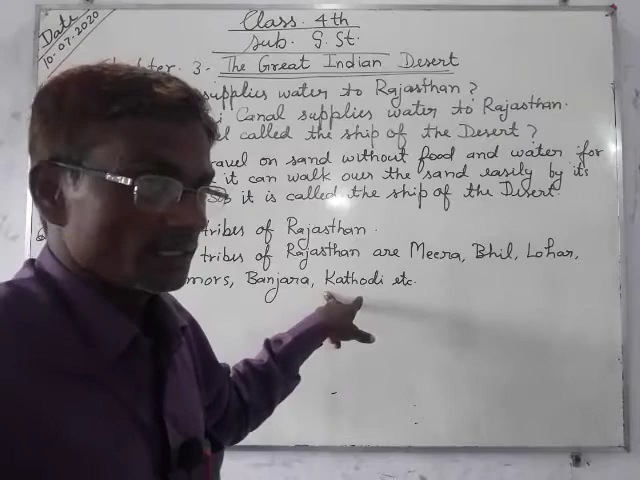 Date
10.07.2020
Class. 4th
Sub. G. St.
Chapter. 3 - The Great Indian Desert
supplies water to Rajasthan?
Canal supplies water to Rajasthan.
called the ship of the Desert?
travel on sand without food and water for
it can walk over the sand easily by its
So it is called the ship of the Desert.
tribes of Rajasthan.
tribes of Rajasthan are Meera, Bhil, Lohar,
Banjara, Kathodi etc.